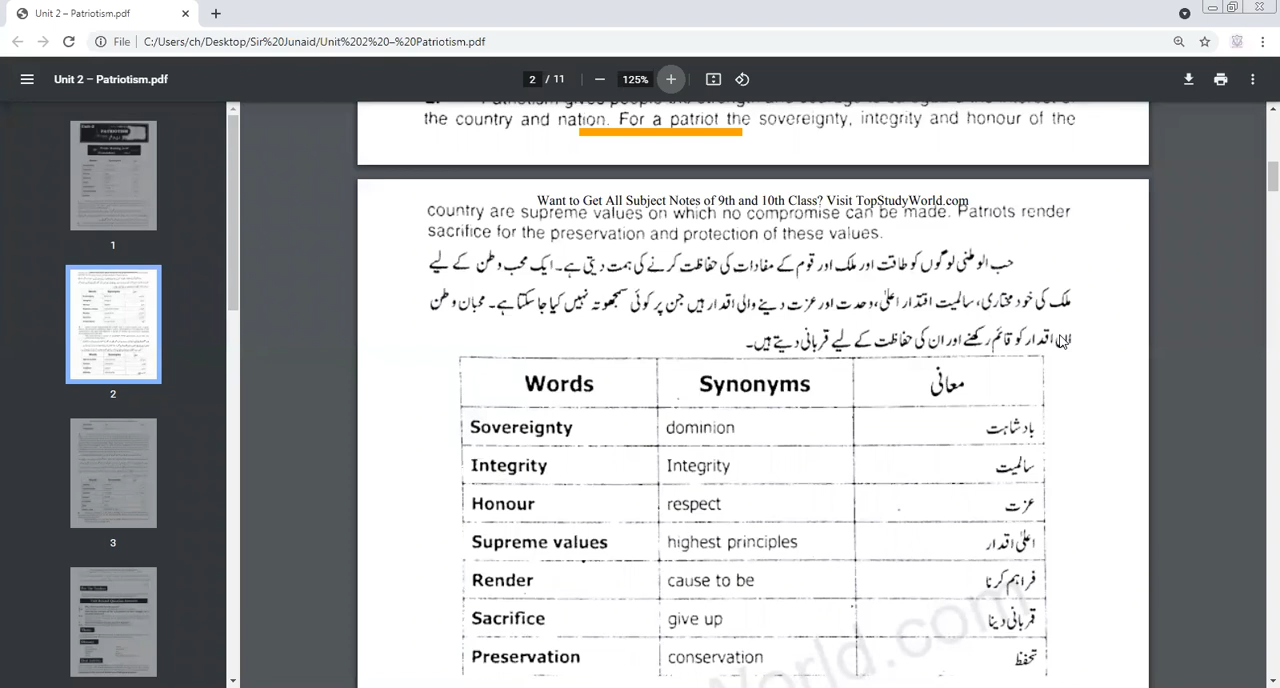 Unit 2 – Patriotism.pdf
File C:/Users/ch/Desktop/Sir%20Junaid/Unit%202%20–%20Patriotism.pdf
Unit 2 – Patriotism.pdf
2 / 11
125%
the country and nation. For a patriot the sovereignty, integrity and honour of the
Want to Get All Subject Notes of 9th and 10th Class? Visit TopStudyWorld.com
country are supreme values on which no compromise can be made. Patriots render
sacrifice for the preservation and protection of these values.
حب الوطنی لوگوں کو طاقت اور ملک اور قوم کے مفادات کی حفاظت کرنے کی ہمت دیتی ہے۔ ایک محب وطن کے لیے
ملک کی خود مختاری، سالمیت اقتدار اعلیٰ، وحدت اور عزت دینے والی اقدار ہیں جن پر کوئی سمجھوتہ نہیں کیا جا سکتا ہے۔ محبان وطن
ان اقدار کو قائم رکھنے اور ان کی حفاظت کے لیے قربانی دیتے ہیں۔
Words Synonyms معانی
Sovereignty dominion بادشاہت
Integrity Integrity سالمیت
Honour respect عزت
Supreme values highest principles اعلیٰ اقدار
Render cause to be فراہم کرنا
Sacrifice give up قربانی دینا
Preservation conservation تحفظ
World.com
1
2
3